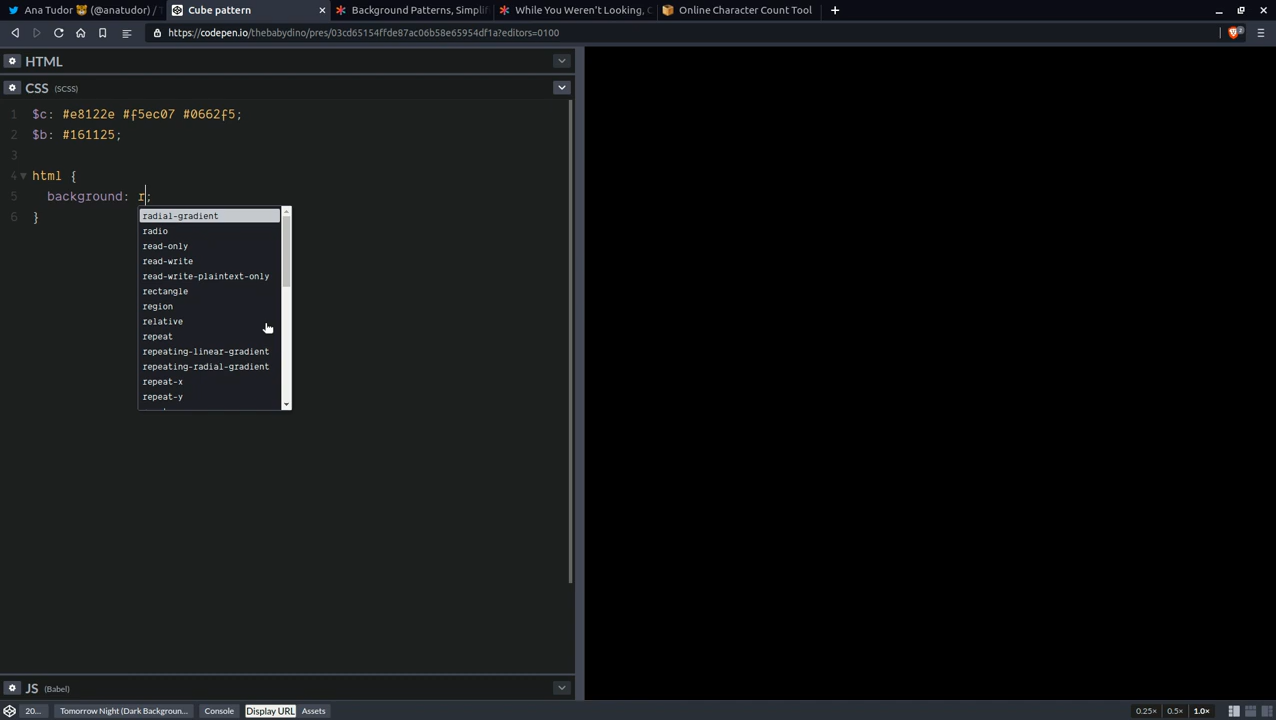 Ana Tudor 🐯 (@anatudor) / Cube pattern Background Patterns, Simplif While You Weren't Looking, C Online Character Count Tool
https://codepen.io/thebabydino/pres/03cd65154ffde87ac06b58e65954df1a?editors=0100 2
HTML
CSS (SCSS)
1 $c: #e8122e #f5ec07 #0662f5;
2 $b: #161125;
3
4 html {
5 background: r;
6 }
radial-gradient
radio
read-only
read-write
read-write-plaintext-only
rectangle
region
relative
repeat
repeating-linear-gradient
repeating-radial-gradient
repeat-x
repeat-y
JS (Babel)
20... Tomorrow Night (Dark Backgroun... Console Display URL Assets 0.25× 0.5× 1.0×